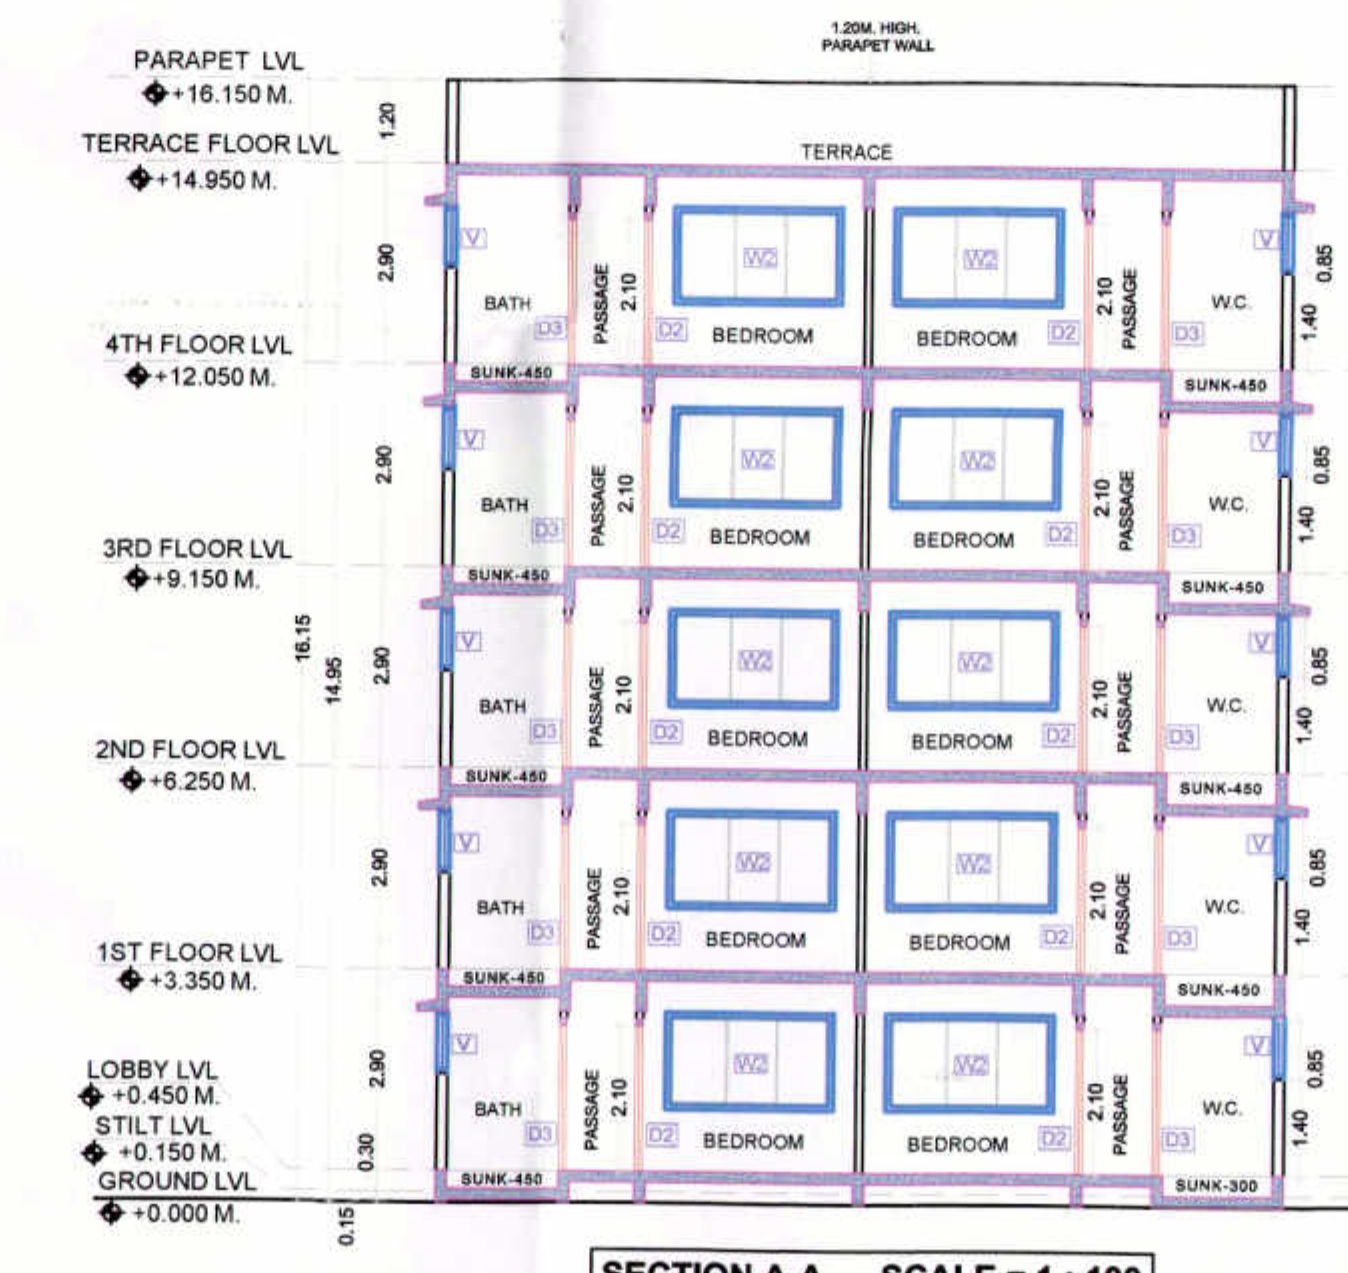 1.20M. HIGH.
PARAPET WALL
PARAPET LVL
+16.150 M.
1.20
TERRACE FLOOR LVL
+14.950 M.
TERRACE
2.90
V
BATH
D3
PASSAGE
2.10
D2
W2
BEDROOM
W2
BEDROOM
D2
2.10
PASSAGE
D3
V
W.C.
0.85
1.40
4TH FLOOR LVL
+12.050 M.
SUNK-450
SUNK-450
2.90
V
BATH
D3
PASSAGE
2.10
D2
W2
BEDROOM
W2
BEDROOM
D2
2.10
PASSAGE
D3
V
W.C.
0.85
1.40
3RD FLOOR LVL
+9.150 M.
SUNK-450
SUNK-450
16.15
14.95
2.90
V
BATH
D3
PASSAGE
2.10
D2
W2
BEDROOM
W2
BEDROOM
D2
2.10
PASSAGE
D3
V
W.C.
0.85
1.40
2ND FLOOR LVL
+6.250 M.
SUNK-450
SUNK-450
2.90
V
BATH
D3
PASSAGE
2.10
D2
W2
BEDROOM
W2
BEDROOM
D2
2.10
PASSAGE
D3
V
W.C.
0.85
1.40
1ST FLOOR LVL
+3.350 M.
SUNK-450
SUNK-450
2.90
V
BATH
D3
PASSAGE
2.10
D2
W2
BEDROOM
W2
BEDROOM
D2
2.10
PASSAGE
D3
V
W.C.
0.85
1.40
LOBBY LVL
+0.450 M.
STILT LVL
+0.150 M.
0.30
GROUND LVL
+0.000 M.
SUNK-450
SUNK-300
0.15
SECTION A-A SCALE = 1 : 100